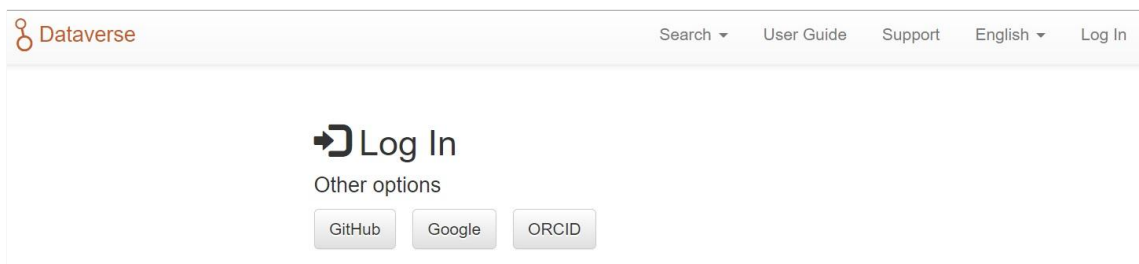 Dataverse Search User Guide Support English Log In
Log In
Other options
GitHub Google ORCID